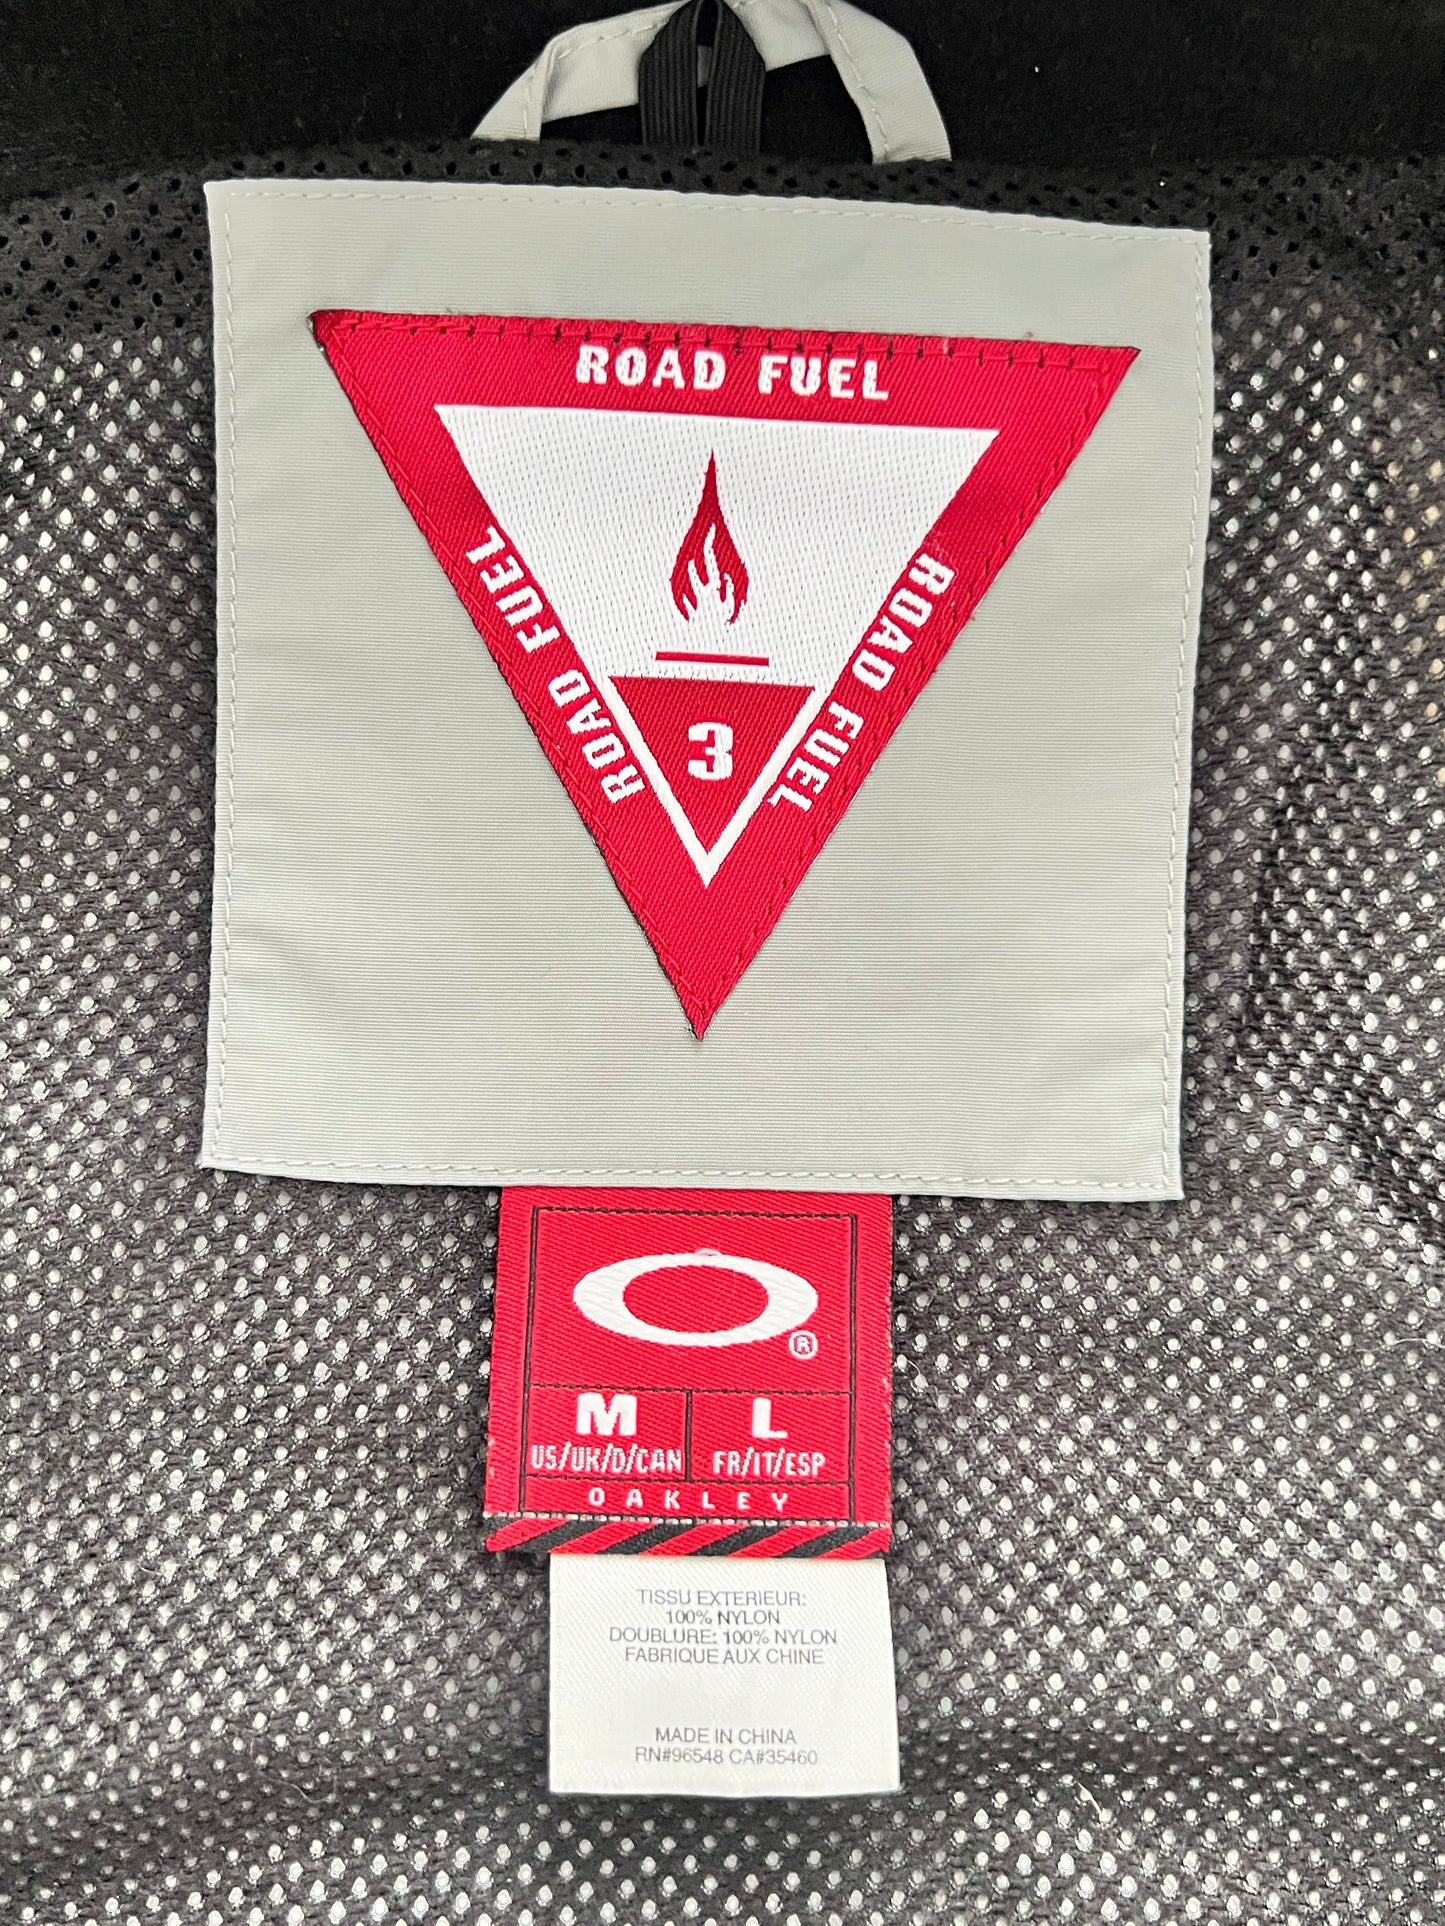 ROAD FUEL
ROAD FUEL
ROAD FUEL
3
®
M L
US/UK/D/CAN FR/IT/ESP
OAKLEY
TISSU EXTERIEUR:
100% NYLON
DOUBLURE: 100% NYLON
FABRIQUE AUX CHINE
MADE IN CHINA
RN#96548 CA#35460